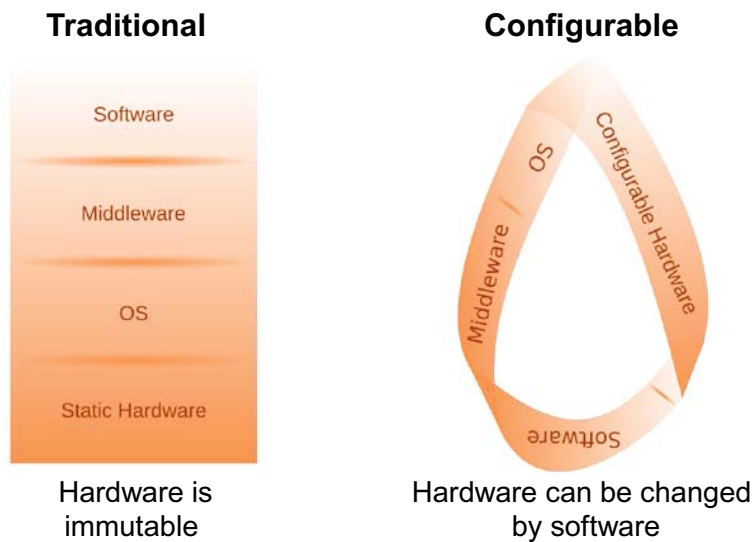 Traditional
Software
Middleware
OS
Static Hardware
Hardware is
immutable
Configurable
OS
Middleware
Configurable Hardware
Software
Hardware can be changed
by software